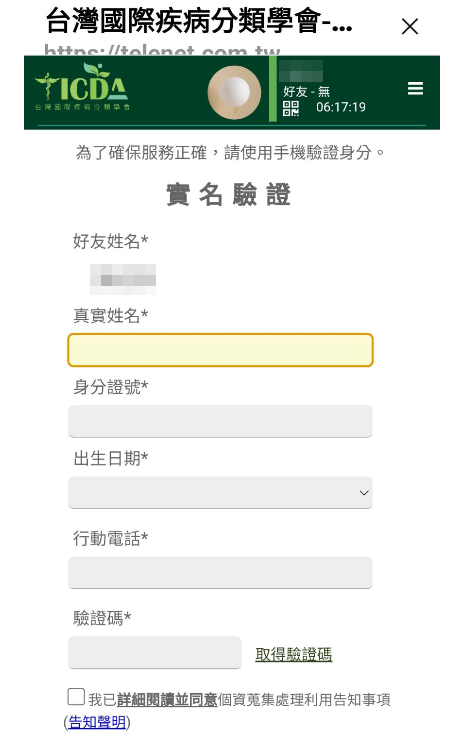 台灣國際疾病分類學會-...
https://telenet.com.tw
TICDA
台灣國際疾病分類學會
好友 - 無
06:17:19
為了確保服務正確，請使用手機驗證身分。
實名驗證
好友姓名*
真實姓名*
身分證號*
出生日期*
行動電話*
驗證碼*
取得驗證碼
我已詳細閱讀並同意個資蒐集處理利用告知事項
(告知聲明)